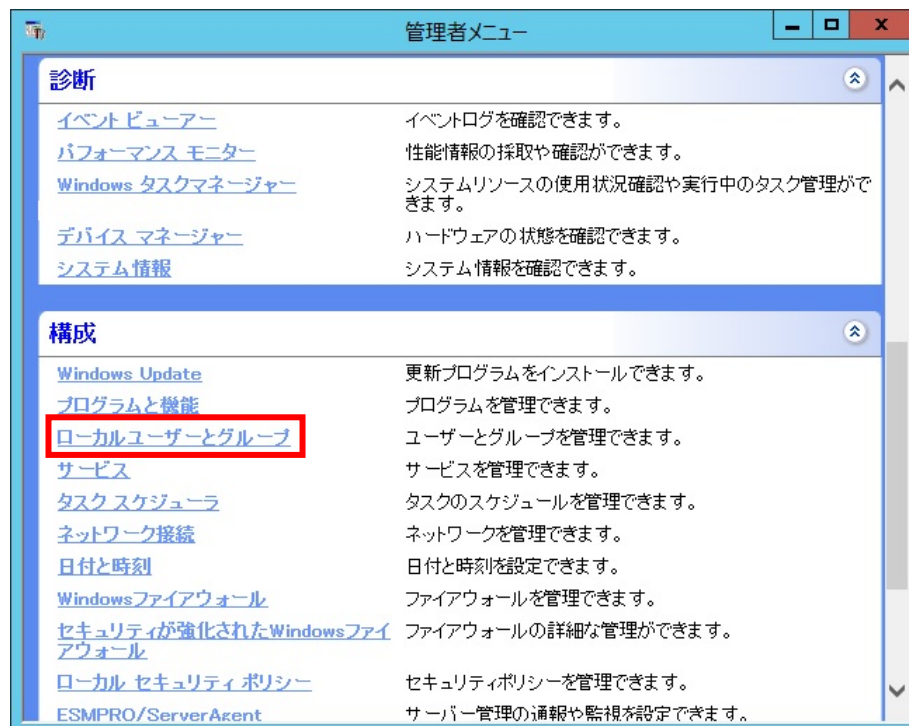 管理者メニュー
診断
イベント ビューアー イベントログを確認できます。
パフォーマンス モニター 性能情報の採取や確認ができます。
Windows タスクマネージャー システムリソースの使用状況確認や実行中のタスク管理がで
きます。
デバイス マネージャー ハードウェアの状態を確認できます。
システム情報 システム情報を確認できます。
構成
Windows Update 更新プログラムをインストールできます。
プログラムと機能 プログラムを管理できます。
ローカルユーザーとグループ ユーザーとグループを管理できます。
サービス サービスを管理できます。
タスク スケジューラ タスクのスケジュールを管理できます。
ネットワーク接続 ネットワークを管理できます。
日付と時刻 日付と時刻を設定できます。
Windowsファイアウォール ファイアウォールを管理できます。
セキュリティが強化されたWindowsファイ ファイアウォールの詳細な管理ができます。
アウォール
ローカル セキュリティ ポリシー セキュリティポリシーを管理できます。
ESMPRO/ServerAgent サーバー管理の通報や監視を設定できます。